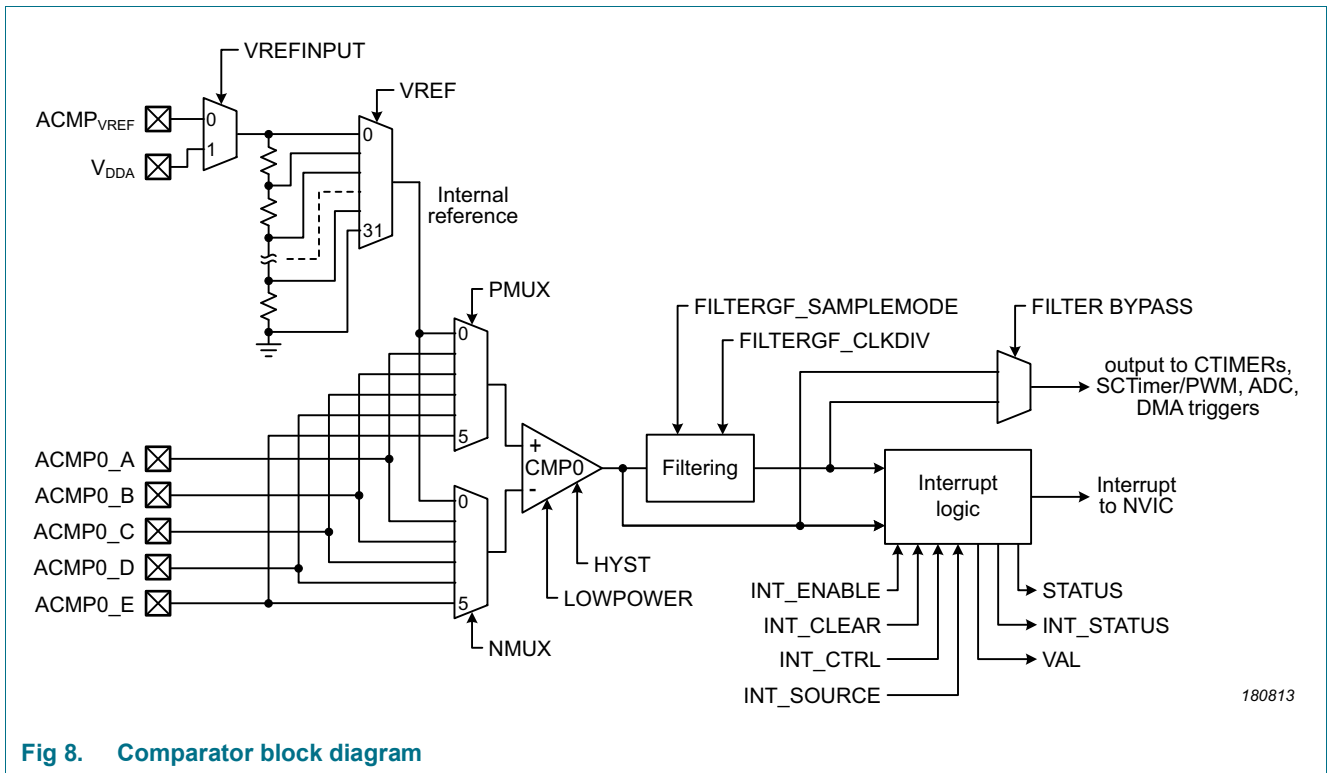 VREFINPUT
VREF
ACMPVREF
0
VDDA
1
0
Internal
reference
31
PMUX
0
5
FILTERGF_SAMPLEMODE
FILTERGF_CLKDIV
FILTER BYPASS
output to CTIMERs,
SCTimer/PWM, ADC,
DMA triggers
ACMP0_A
ACMP0_B
ACMP0_C
ACMP0_D
ACMP0_E
+
CMP0
-
Filtering
Interrupt
logic
Interrupt
to NVIC
0
5
HYST
LOWPOWER
NMUX
INT_ENABLE
INT_CLEAR
INT_CTRL
INT_SOURCE
STATUS
INT_STATUS
VAL
180813
Fig 8. Comparator block diagram